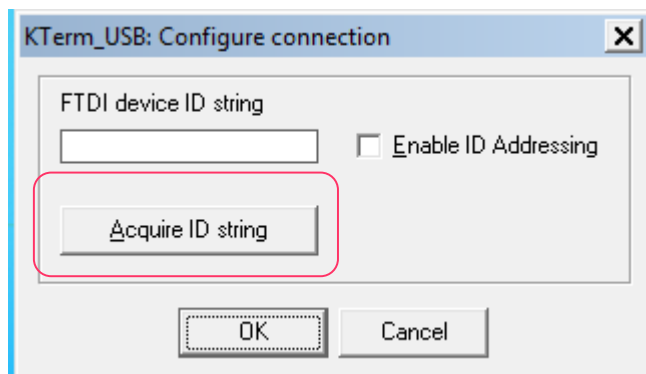 KTerm_USB: Configure connection
FTDI device ID string
Enable ID Addressing
Acquire ID string
OK
Cancel